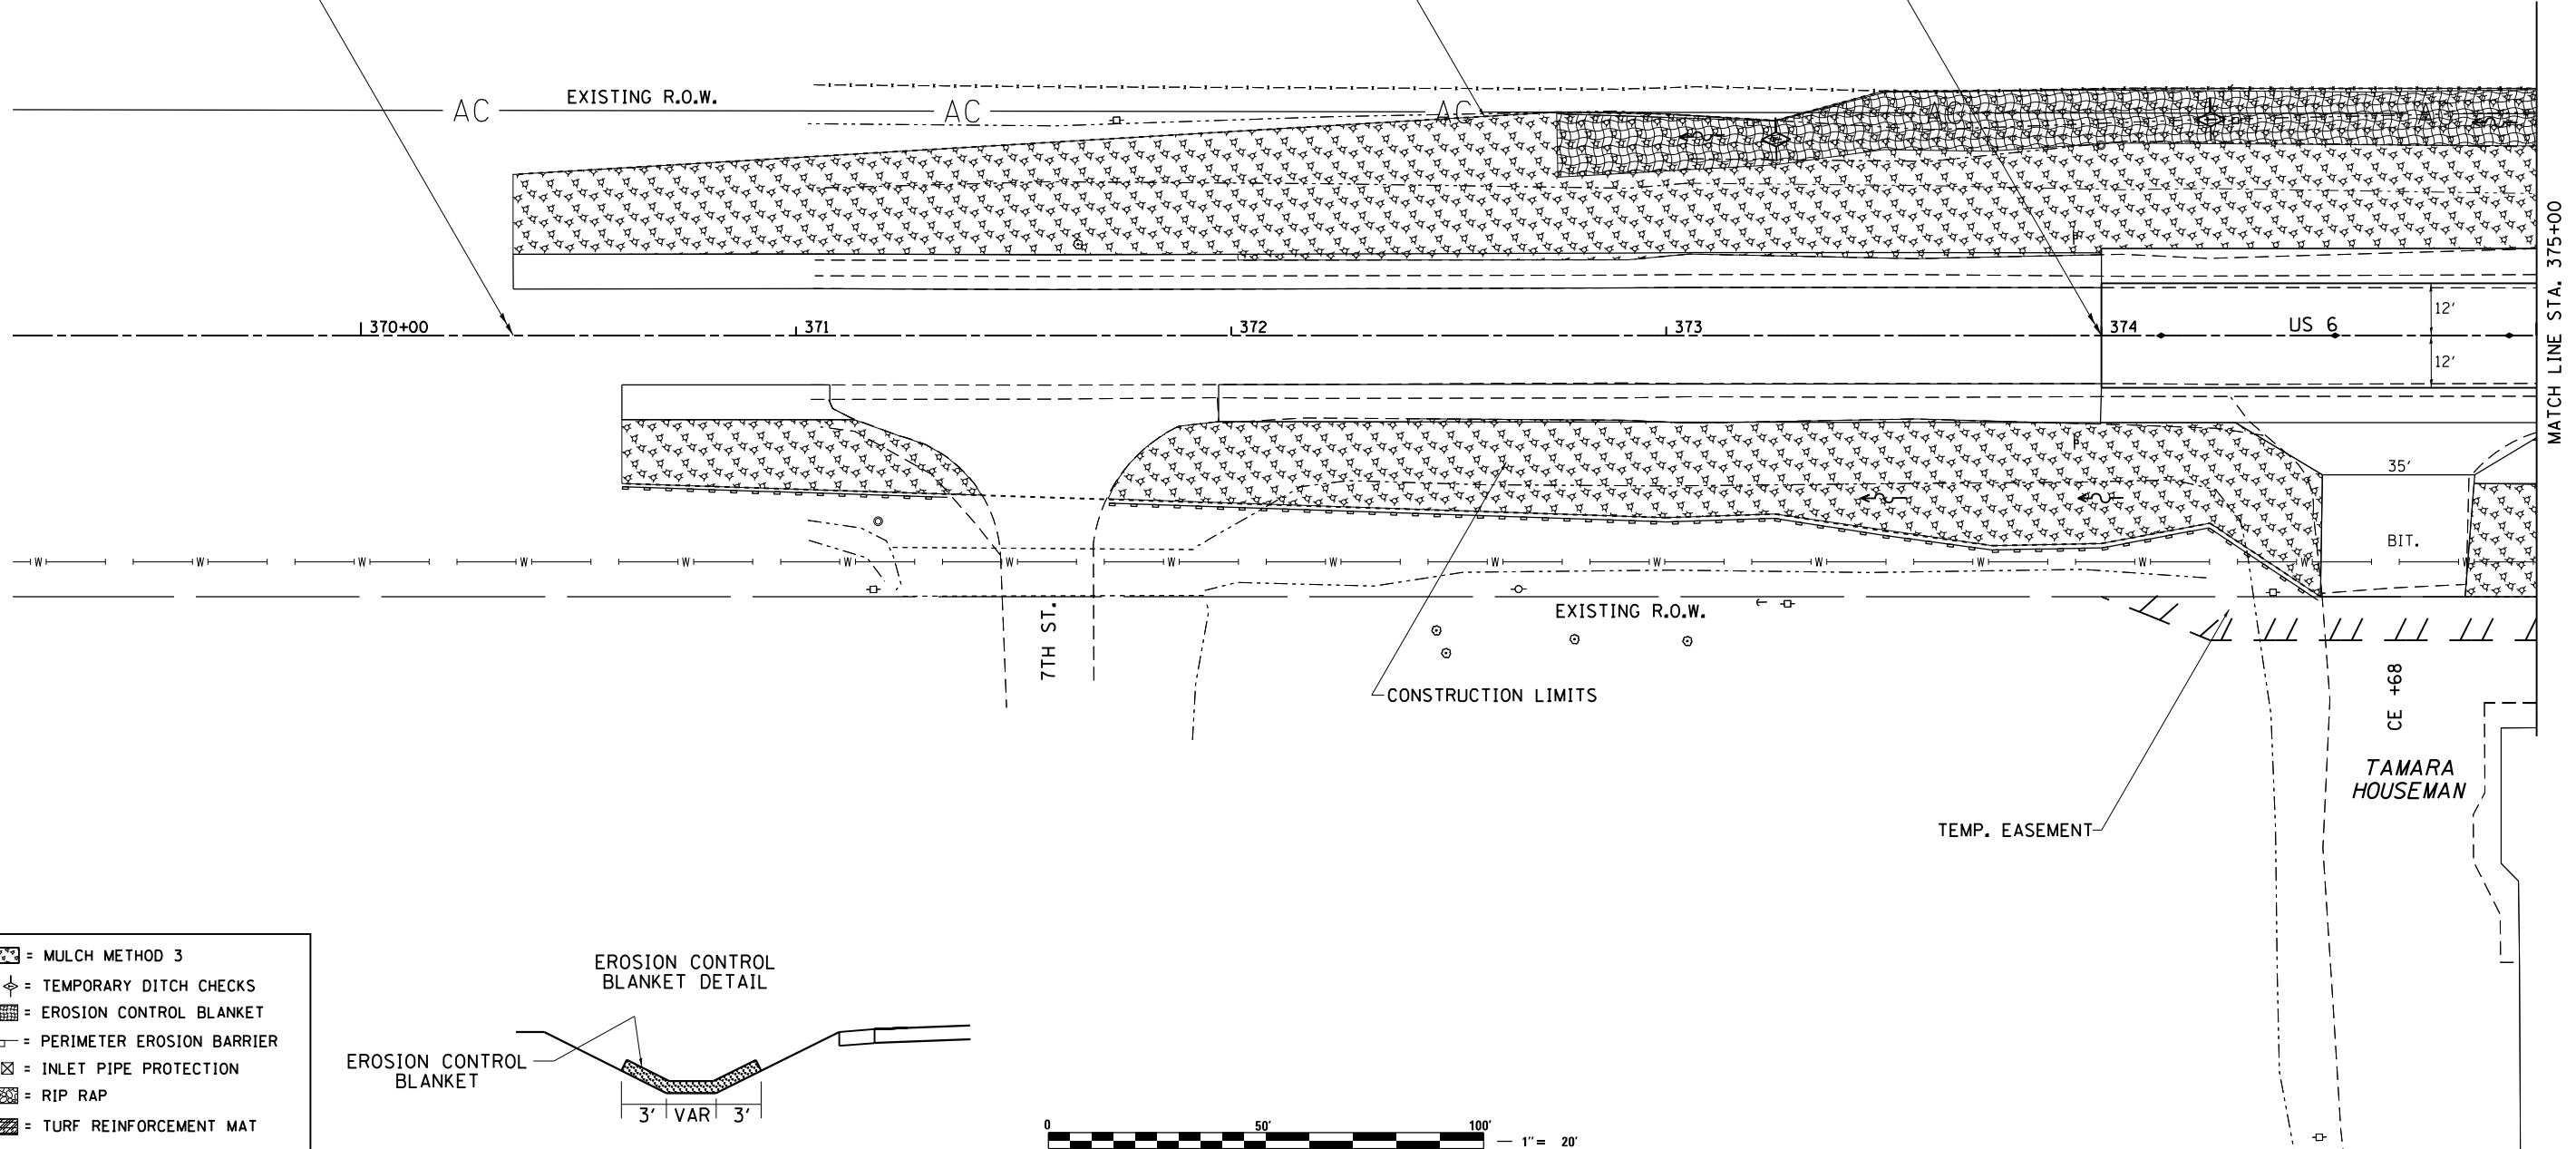 EXISTING R.O.W.
AC
AC
AC
AC
AC
MATCH LINE STA. 375+00
370+00
371
372
373
374
US 6
12'
12'
35'
BIT.
W W W W W W W W W W W W W W W W
EXISTING R.O.W.
7TH ST.
CONSTRUCTION LIMITS
CE +68
TAMARA
HOUSEMAN
TEMP. EASEMENT
= MULCH METHOD 3
= TEMPORARY DITCH CHECKS
= EROSION CONTROL BLANKET
= PERIMETER EROSION BARRIER
= INLET PIPE PROTECTION
= RIP RAP
= TURF REINFORCEMENT MAT
EROSION CONTROL
BLANKET DETAIL
EROSION CONTROL
BLANKET
3' VAR 3'
0 50' 100'
1"= 20'